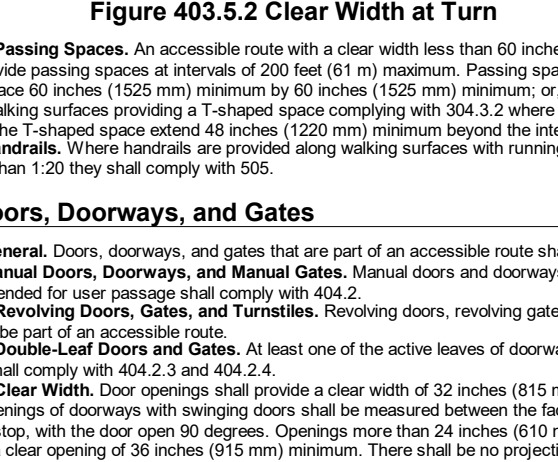 Figure 403.5.2 Clear Width at Turn
Passing Spaces. An accessible route with a clear width less than 60 inche
vide passing spaces at intervals of 200 feet (61 m) maximum. Passing spa
ace 60 inches (1525 mm) minimum by 60 inches (1525 mm) minimum; or,
alking surfaces providing a T-shaped space complying with 304.3.2 where
he T-shaped space extend 48 inches (1220 mm) minimum beyond the inte
andrails. Where handrails are provided along walking surfaces with running
han 1:20 they shall comply with 505.
oors, Doorways, and Gates
eneral. Doors, doorways, and gates that are part of an accessible route sha
anual Doors, Doorways, and Manual Gates. Manual doors and doorways
ended for user passage shall comply with 404.2.
Revolving Doors, Gates, and Turnstiles. Revolving doors, revolving gate
be part of an accessible route.
Double-Leaf Doors and Gates. At least one of the active leaves of doorwa
hall comply with 404.2.3 and 404.2.4.
Clear Width. Door openings shall provide a clear width of 32 inches (815 m
enings of doorways with swinging doors shall be measured between the fac
stop, with the door open 90 degrees. Openings more than 24 inches (610 m
a clear opening of 36 inches (915 mm) minimum. There shall be no projecti